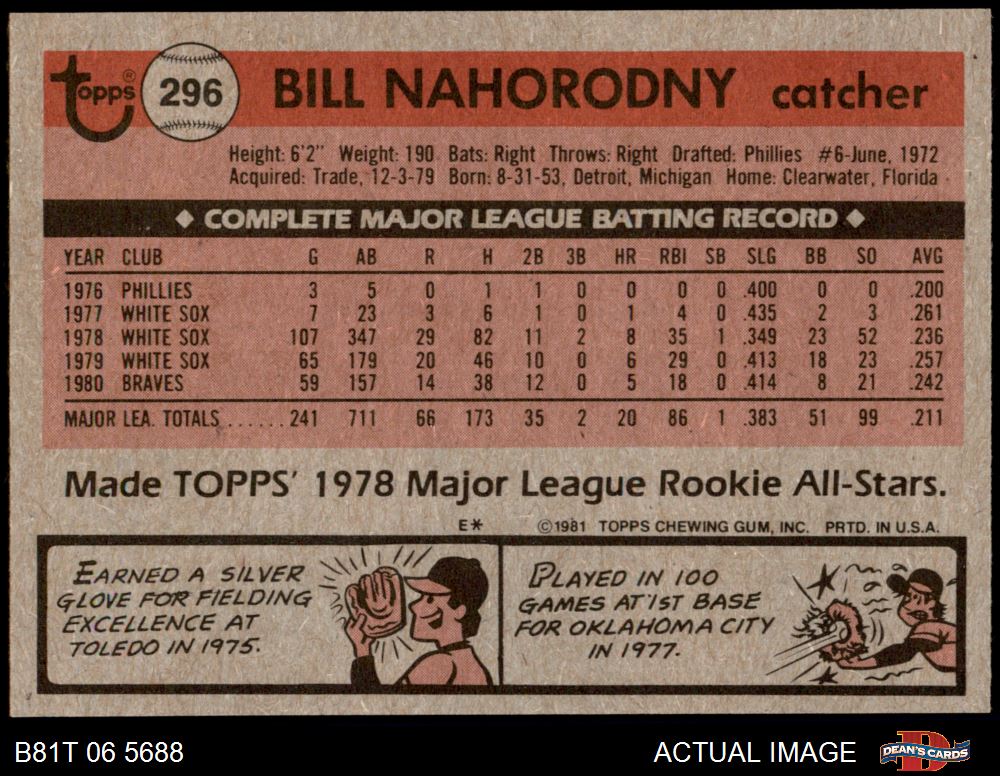 Topps® 296 BILL NAHORODNY catcher
Height: 6'2" Weight: 190 Bats: Right Throws: Right Drafted: Phillies #6-June, 1972
Acquired: Trade, 12-3-79 Born: 8-31-53, Detroit, Michigan Home: Clearwater, Florida
◆ COMPLETE MAJOR LEAGUE BATTING RECORD ◆
YEAR CLUB G AB R H 2B 3B HR RBI SB SLG BB SO AVG
1976 PHILLIES 3 5 0 1 1 0 0 0 0 .400 0 0 .200
1977 WHITE SOX 7 23 3 6 1 0 1 4 0 .435 2 3 .261
1978 WHITE SOX 107 347 29 82 11 2 8 35 1 .349 23 52 .236
1979 WHITE SOX 65 179 20 46 10 0 6 29 0 .413 18 23 .257
1980 BRAVES 59 157 14 38 12 0 5 18 0 .414 8 21 .242
MAJOR LEA. TOTALS ...... 241 711 66 173 35 2 20 86 1 .383 51 99 .211
Made TOPPS' 1978 Major League Rookie All-Stars.
E* ©1981 TOPPS CHEWING GUM, INC. PRTD. IN U.S.A.
EARNED A SILVER
GLOVE FOR FIELDING
EXCELLENCE AT
TOLEDO IN 1975.
PLAYED IN 100
GAMES AT 1ST BASE
FOR OKLAHOMA CITY
IN 1977.
B81T 06 5688 ACTUAL IMAGE DEAN'S CARDS